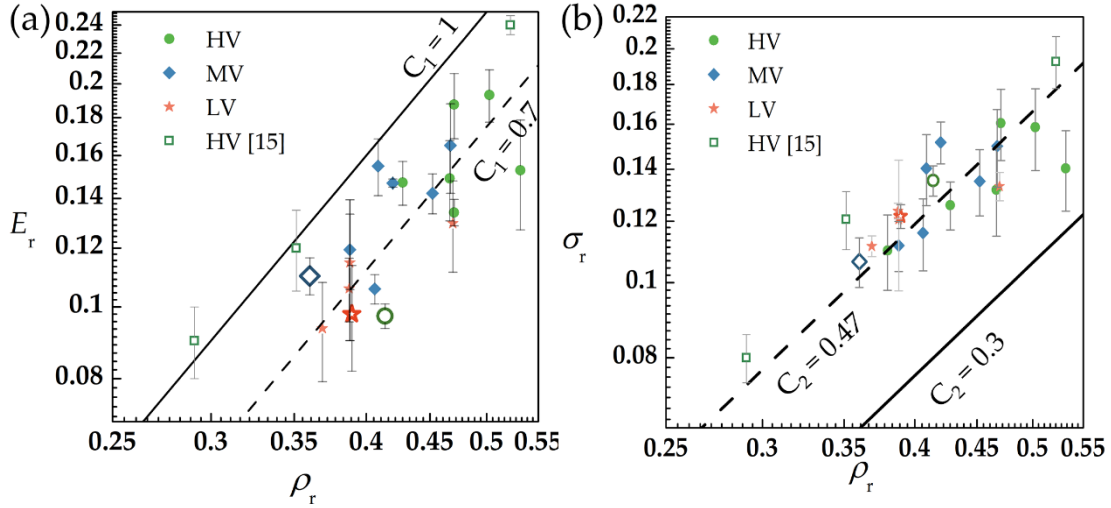 (a)
HV
MV
LV
HV [15]
C₁ = 1
C₁ = 0.7
Eᵣ
0.24
0.22
0.2
0.18
0.16
0.14
0.12
0.1
0.08
0.25
0.3
0.35
0.4
0.45
0.5
0.55
ρᵣ
(b)
HV
MV
LV
HV [15]
C₂ = 0.47
C₂ = 0.3
σᵣ
0.22
0.2
0.18
0.16
0.14
0.12
0.1
0.08
0.25
0.3
0.35
0.4
0.45
0.5
0.55
ρᵣ